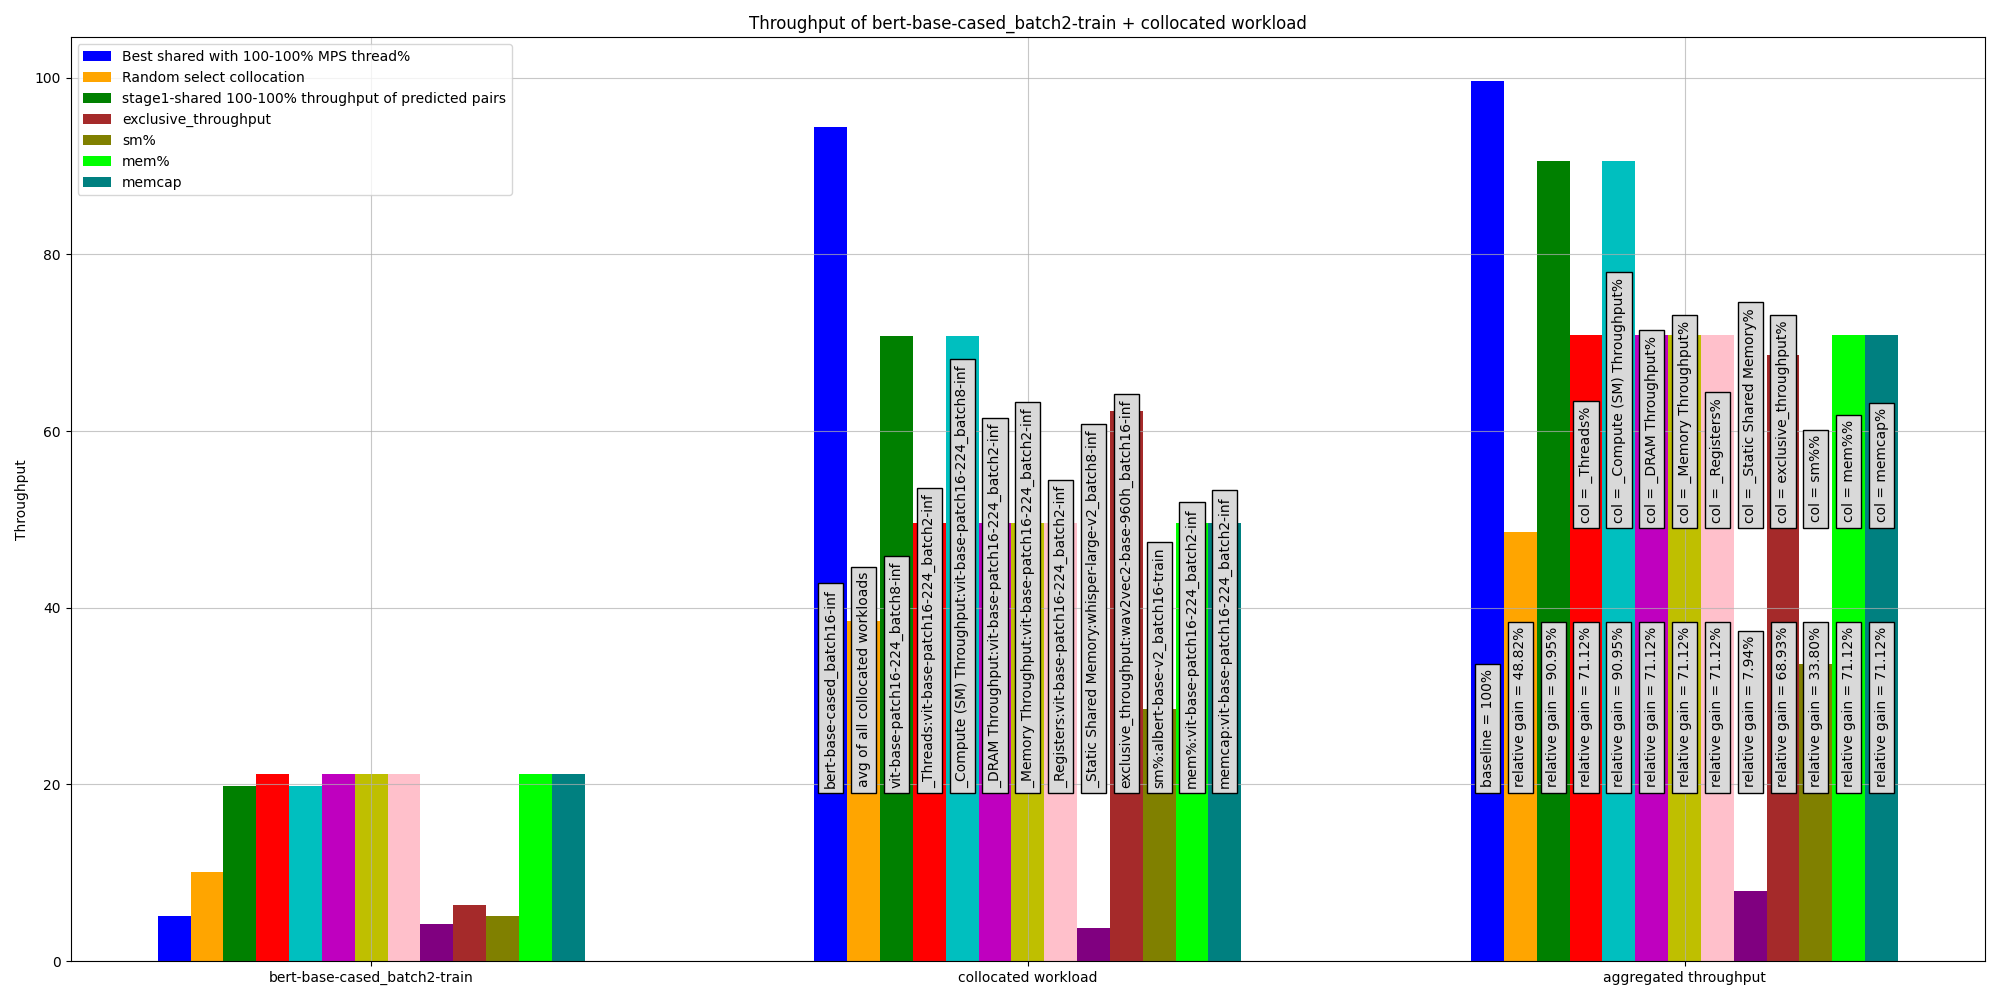 Throughput of bert-base-cased_batch2-train + collocated workload
Best shared with 100-100% MPS thread%
Random select collocation
stage1-shared 100-100% throughput of predicted pairs
exclusive_throughput
sm%
mem%
memcap
Throughput
100
80
60
40
20
0
bert-base-cased_batch16-inf
avg of all collocated workloads
vit-base-patch16-224_batch8-inf
_Threads:vit-base-patch16-224_batch2-inf
_Compute (SM) Throughput:vit-base-patch16-224_batch8-inf
_DRAM Throughput:vit-base-patch16-224_batch2-inf
_Memory Throughput:vit-base-patch16-224_batch2-inf
_Registers:vit-base-patch16-224_batch2-inf
_Static Shared Memory:whisper-large-v2_batch8-inf
exclusive_throughput:wav2vec2-base-960h_batch16-inf
sm%:albert-base-v2_batch16-train
mem%:vit-base-patch16-224_batch2-inf
memcap:vit-base-patch16-224_batch2-inf
col = _Threads%
col = _Compute (SM) Throughput%
col = _DRAM Throughput%
col = _Memory Throughput%
col = _Registers%
col = _Static Shared Memory%
col = exclusive_throughput%
col = sm%%
col = mem%%
col = memcap%
baseline = 100%
relative gain = 48.82%
relative gain = 90.95%
relative gain = 71.12%
relative gain = 90.95%
relative gain = 71.12%
relative gain = 71.12%
relative gain = 71.12%
relative gain = 7.94%
relative gain = 68.93%
relative gain = 33.80%
relative gain = 71.12%
relative gain = 71.12%
bert-base-cased_batch2-train
collocated workload
aggregated throughput